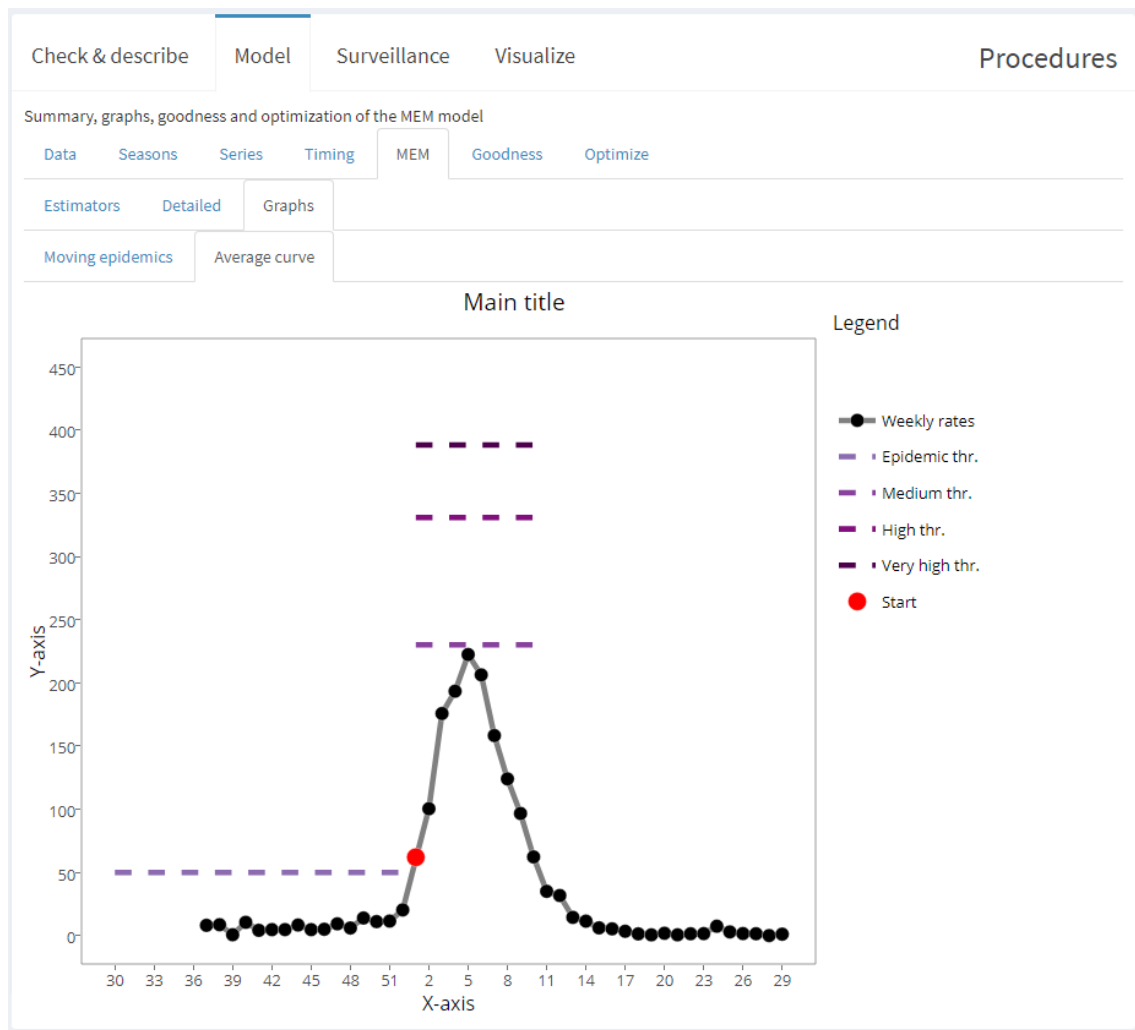 Check & describe Model Surveillance Visualize Procedures
Summary, graphs, goodness and optimization of the MEM model
Data Seasons Series Timing MEM Goodness Optimize
Estimators Detailed Graphs
Moving epidemics Average curve
Main title
Legend
Weekly rates
Epidemic thr.
Medium thr.
High thr.
Very high thr.
Start
Y-axis
450
400
350
300
250
200
150
100
50
0
30 33 36 39 42 45 48 51 2 5 8 11 14 17 20 23 26 29
X-axis